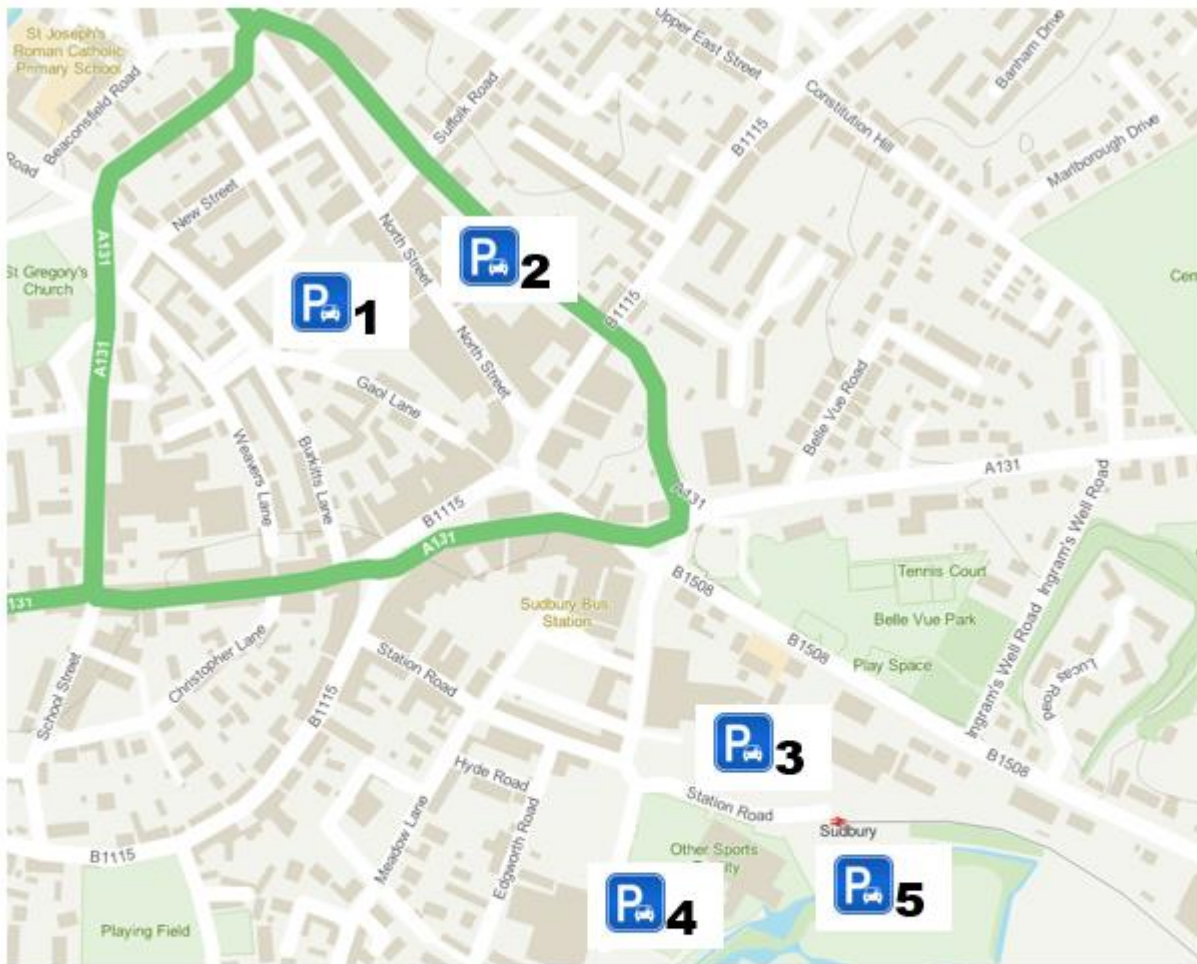 St Joseph's
Roman Catholic
Primary School
Upper East Street
Banham Drive
Beaconsfield Road
Suffolk Road
Constitution Hill
B1115
Marlborough Drive
Road
New Street
North Street
A131
St Gregory's
Church
P 2
Cen
P 1
B1115
A131
North Street
Gaol Lane
Belle Vue Road
Weavers Lane
Burkitts Lane
A131
A131
Ingram's Well Road
B1115
A131
Tennis Court
B1508
131
Sudbury Bus
Station
Belle Vue Park
Christopher Lane
Station Road
B1508
Play Space
Ingram's Well Road
Lucas Road
School Street
B1115
P 3
B1508
Hyde Road
Station Road
Sudbury
Meadow Lane
Edgworth Road
B1115
Other Sports
P 4
P 5
Playing Field